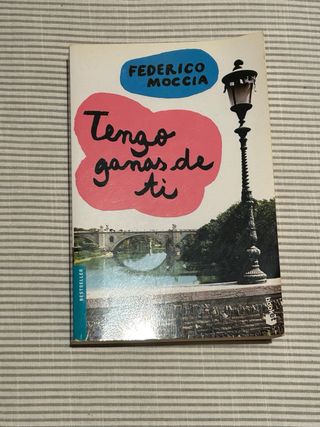 FEDERICO
MOCCIA
Tengo
ganas de
ti
BESTSELLER